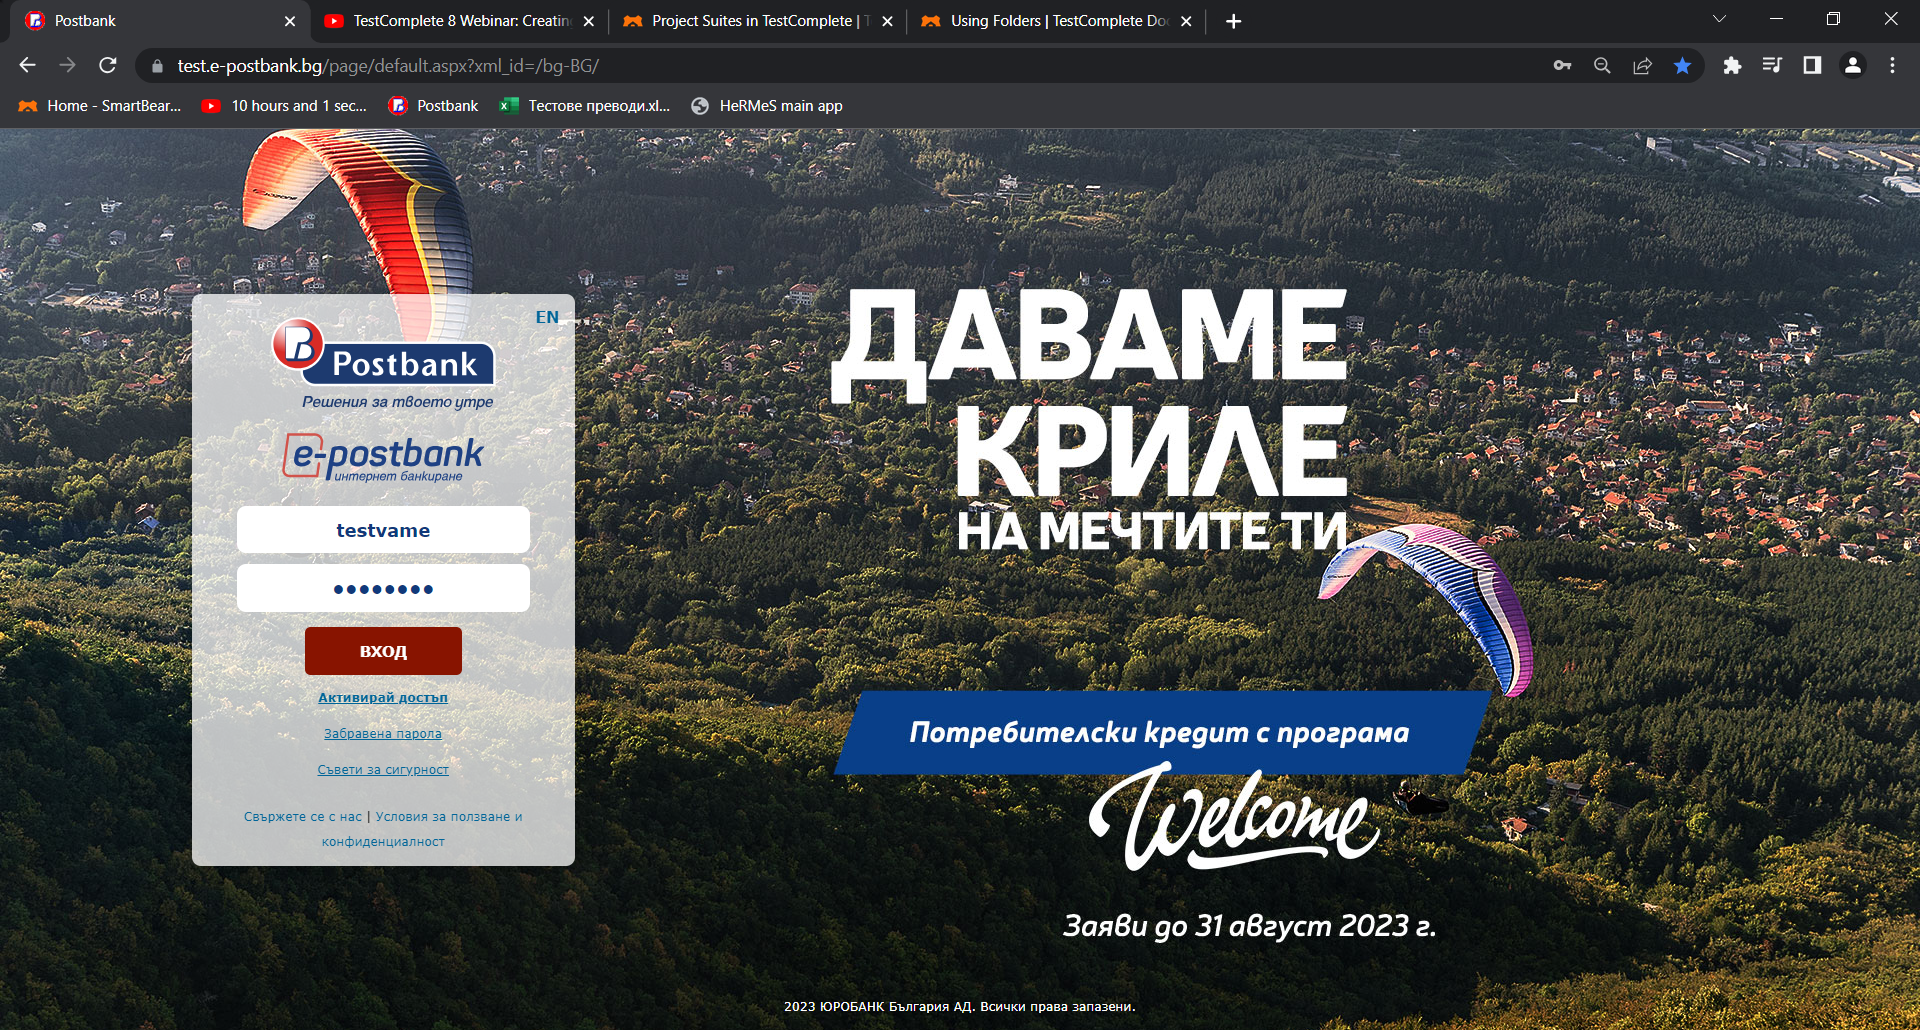 Postbank
TestComplete 8 Webinar: Creatin
Project Suites in TestComplete | T
Using Folders | TestComplete Doc
test.e-postbank.bg/page/default.aspx?xml_id=/bg-BG/
Home - SmartBear...
10 hours and 1 sec...
Postbank
Тестове преводи.xl...
HeRMeS main app
EN
Postbank
Решения за твоето утре
e-postbank
интернет банкиране
testvame
вход
Активирай достъп
Забравена парола
Съвети за сигурност
Свържете се с нас | Условия за ползване и
конфиденциалност
ДАВАМЕ
КРИЛЕ
НА МЕЧТИТЕ ТИ
Потребителски кредит с програма
Welcome
Заяви до 31 август 2023 г.
2023 ЮРОБАНК България АД. Всички права запазени.